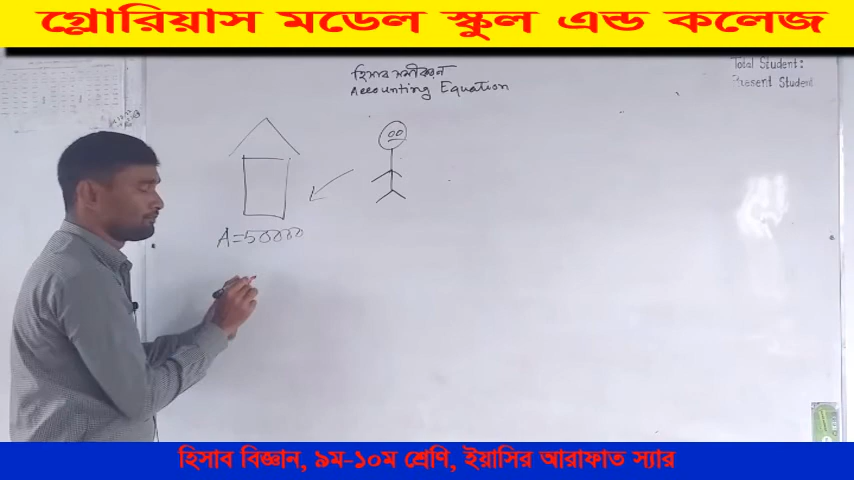 গ্লোরিয়াস মডেল স্কুল এন্ড কলেজ
হিসাব সমীকরণ
Accounting Equation
Total Student:
Present Student
A=50000
হিসাব বিজ্ঞান, ৯ম-১০ম শ্রেণি, ইয়াসির আরাফাত স্যার